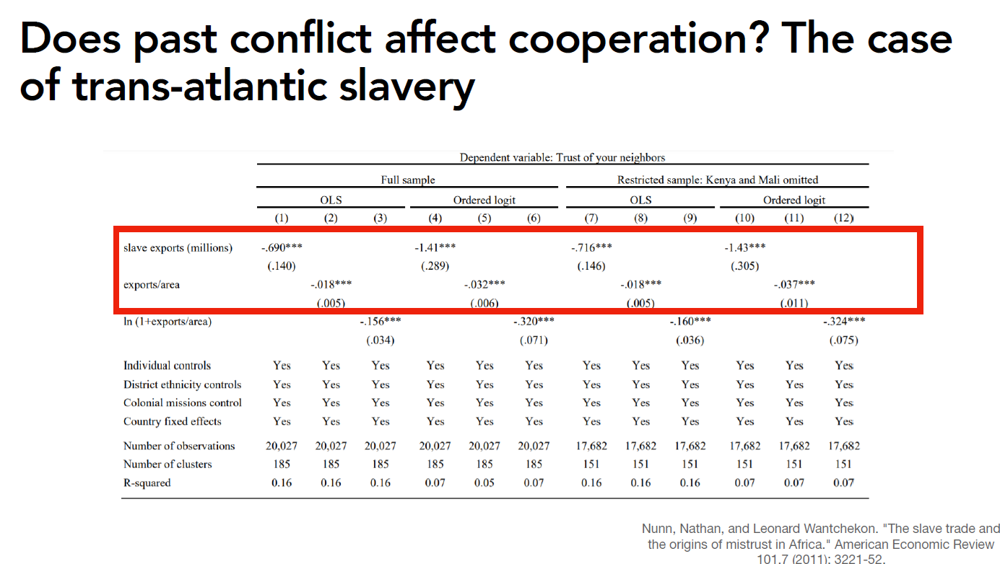 Does past conflict affect cooperation? The case
of trans-atlantic slavery
Dependent variable: Trust of your neighbors
Full sample Restricted sample: Kenya and Mali omitted
OLS Ordered logit OLS Ordered logit
(1) (2) (3) (4) (5) (6) (7) (8) (9) (10) (11) (12)
slave exports (millions) -.690*** -1.41*** -.716*** -1.43***
(.140) (.289) (.146) (.305)
exports/area -.018*** -.032*** -.018*** -.037***
(.005) (.006) (.005) (.011)
ln (1+exports/area) -.156*** -.320*** -.160*** -.324***
(.034) (.071) (.036) (.075)
Individual controls Yes Yes Yes Yes Yes Yes Yes Yes Yes Yes Yes Yes
District ethnicity controls Yes Yes Yes Yes Yes Yes Yes Yes Yes Yes Yes Yes
Colonial missions control Yes Yes Yes Yes Yes Yes Yes Yes Yes Yes Yes Yes
Country fixed effects Yes Yes Yes Yes Yes Yes Yes Yes Yes Yes Yes Yes
Number of observations 20,027 20,027 20,027 20,027 20,027 20,027 17,682 17,682 17,682 17,682 17,682 17,682
Number of clusters 185 185 185 185 185 185 151 151 151 151 151 151
R-squared 0.16 0.16 0.16 0.07 0.05 0.07 0.16 0.16 0.16 0.07 0.07 0.07
Nunn, Nathan, and Leonard Wantchekon. "The slave trade and
the origins of mistrust in Africa." American Economic Review
101.7 (2011): 3221-52.